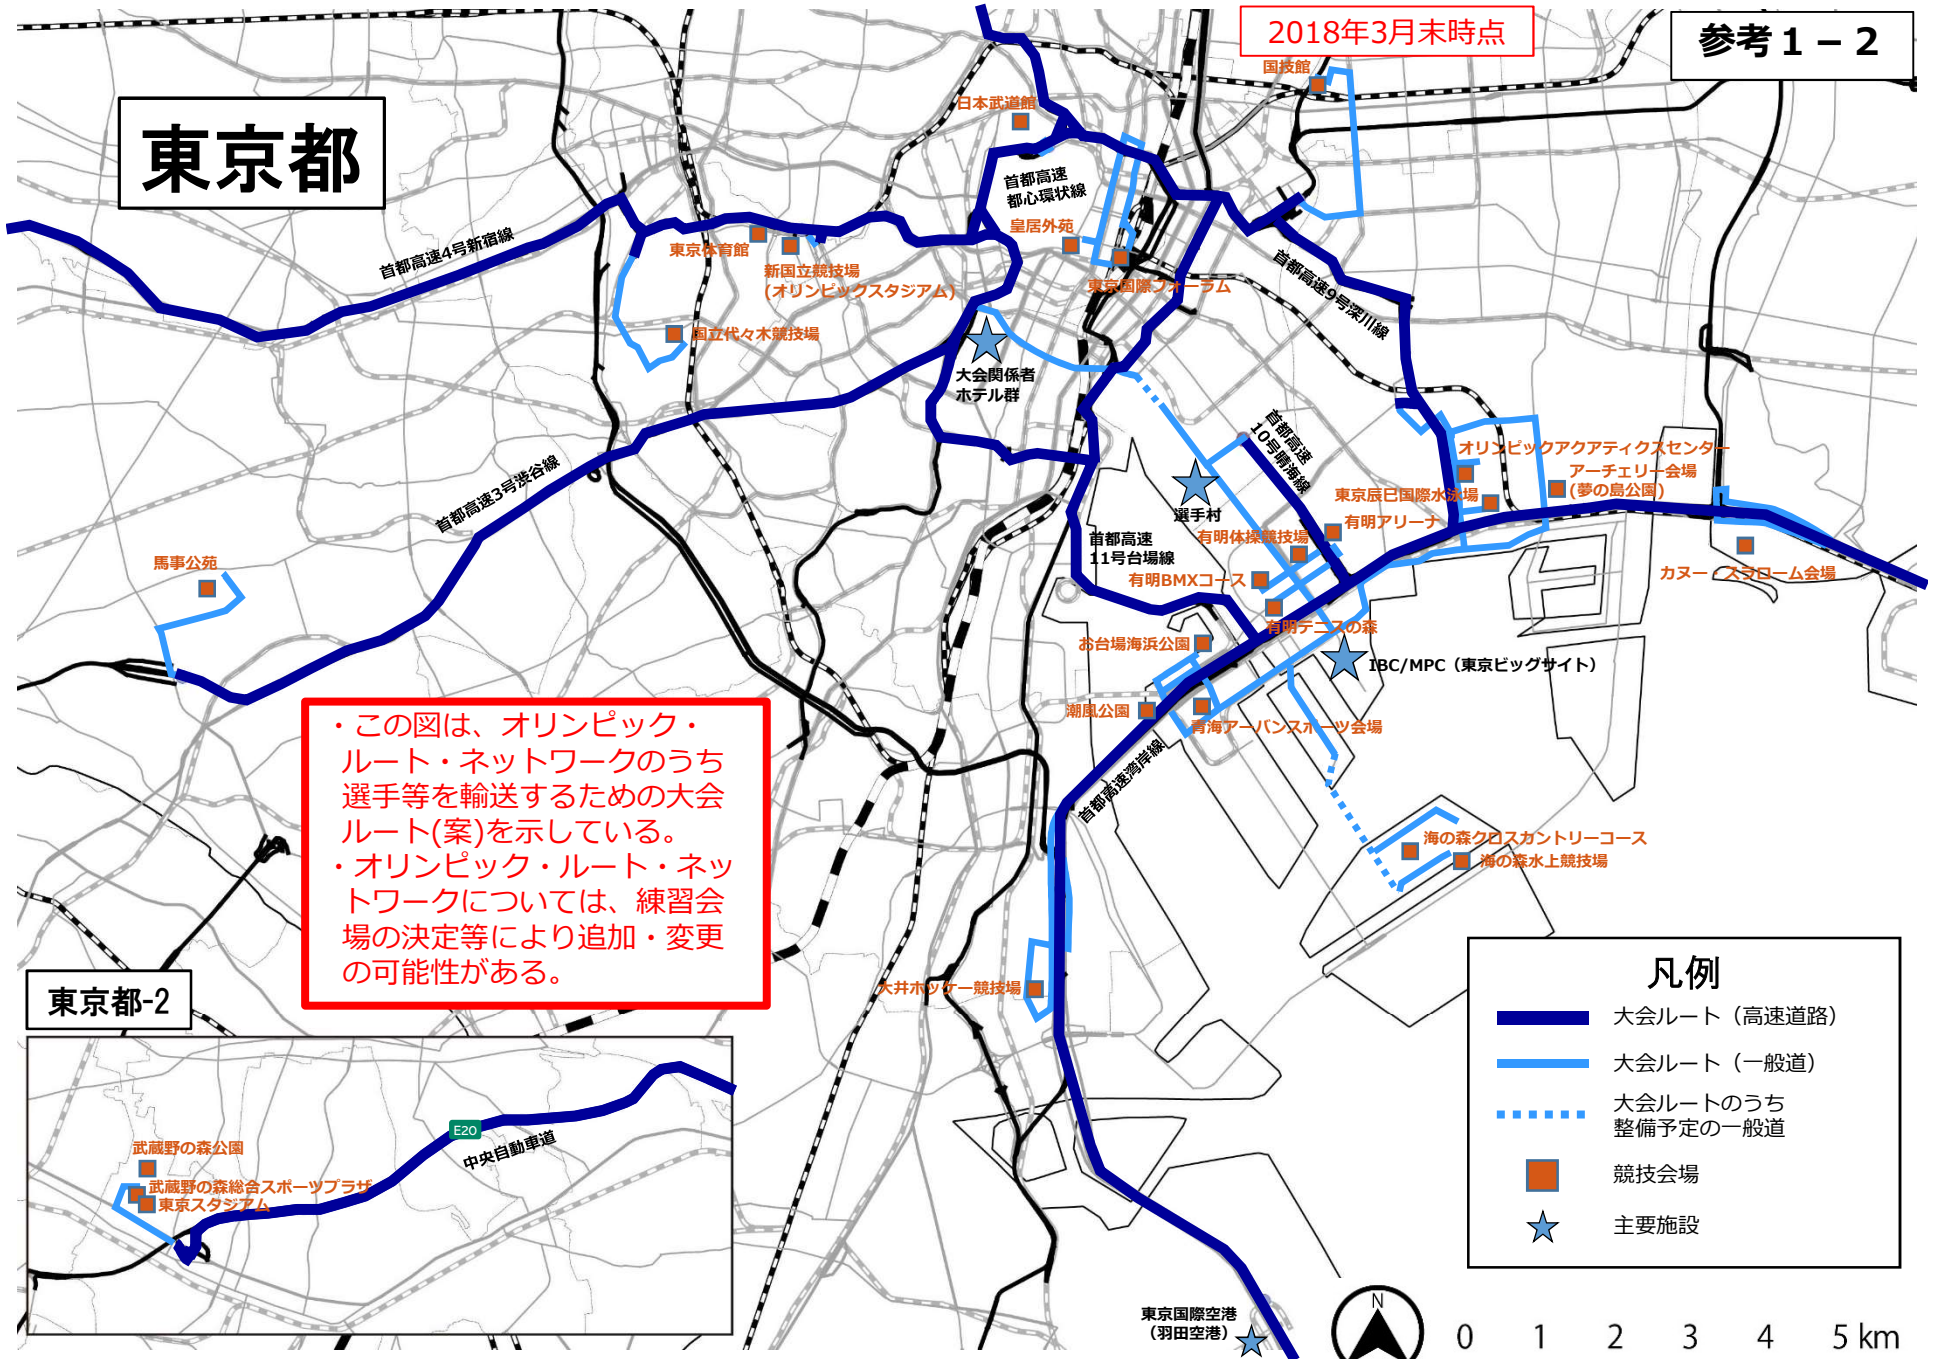 2018年3月末時点
参考1-2
東京都
国技館
日本武道館
首都高速
都心環状線
皇居外苑
首都高速4号新宿線
東京体育館
新国立競技場
(オリンピックスタジアム)
東京国際フォーラム
首都高速9号深川線
国立代々木競技場
大会関係者
ホテル群
首都高速
10号晴海線
オリンピックアクアティクスセンター
アーチェリー会場
(夢の島公園)
東京辰巳国際水泳場
首都高速3号渋谷線
選手村
有明アリーナ
有明体操競技場
首都高速
11号台場線
有明BMXコース
カヌー・スラローム会場
馬事公苑
有明テニスの森
お台場海浜公園
IBC/MPC(東京ビッグサイト)
潮風公園
青海アーバンスポーツ会場
首都高速湾岸線
・この図は、オリンピック・
ルート・ネットワークのうち
選手等を輸送するための大会
ルート(案)を示している。
・オリンピック・ルート・ネッ
トワークについては、練習会
場の決定等により追加・変更
の可能性がある。
海の森クロスカントリーコース
海の森水上競技場
大井ホッケー競技場
東京都-2
E20
中央自動車道
武蔵野の森公園
武蔵野の森総合スポーツプラザ
東京スタジアム
凡例
大会ルート(高速道路)
大会ルート(一般道)
大会ルートのうち
整備予定の一般道
競技会場
主要施設
東京国際空港
(羽田空港)
N
0 1 2 3 4 5 km